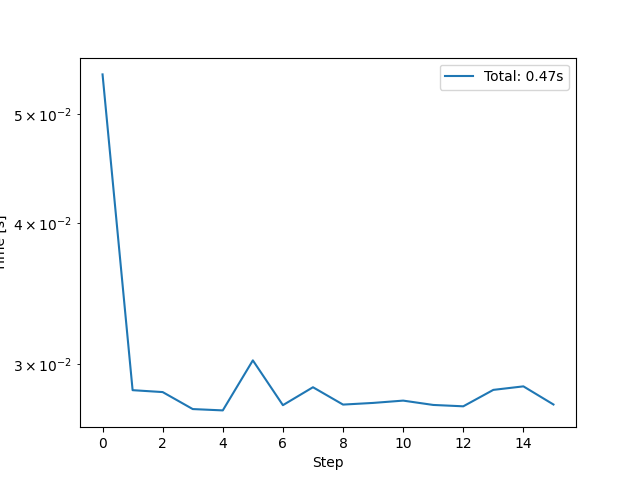 Total: 0.47s
5 × 10⁻²
4 × 10⁻²
3 × 10⁻²
[s]
0 2 4 6 8 10 12 14
Step